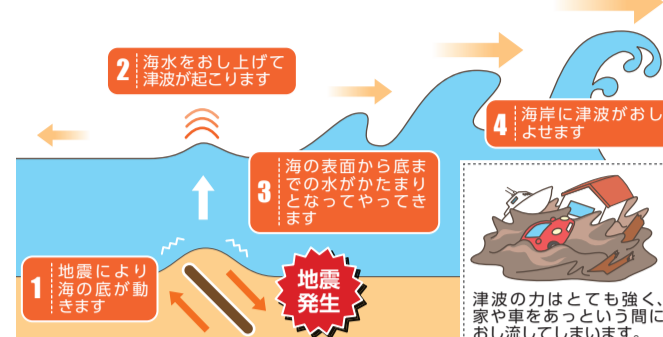 1
地震により
海の底が動
きます
2
海水をおし上げて
津波が起こります
3
海の表面から底ま
での水がかたまり
となってやってき
ます
4
海岸に津波がおし
よせます
地震
発生
津波の力はとても強く、
家や車をあっという間に
おし流してしまいます。